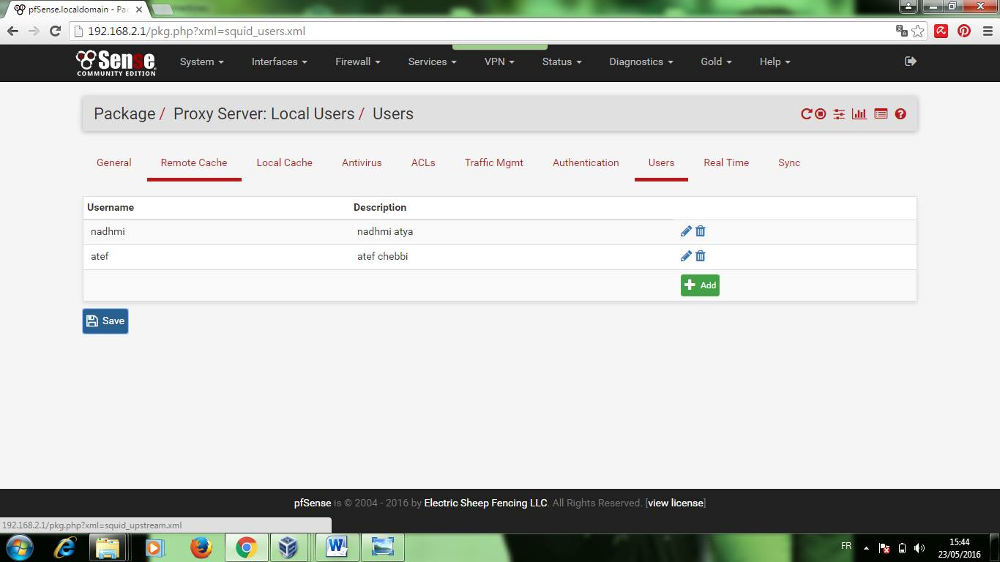 pfSense.localdomain - Pac
192.168.2.1/pkg.php?xml=squid_users.xml
Sense
COMMUNITY EDITION
System Interfaces Firewall Services VPN Status Diagnostics Gold Help
Package / Proxy Server: Local Users / Users
General Remote Cache Local Cache Antivirus ACLs Traffic Mgmt Authentication Users Real Time Sync
Username Description
nadhmi nadhmi atya
atef atef chebbi
Add
Save
pfSense is © 2004 - 2016 by Electric Sheep Fencing LLC. All Rights Reserved. [view license]
192.168.2.1/pkg.php?xml=squid_upstream.xml
FR 15:44
23/05/2016